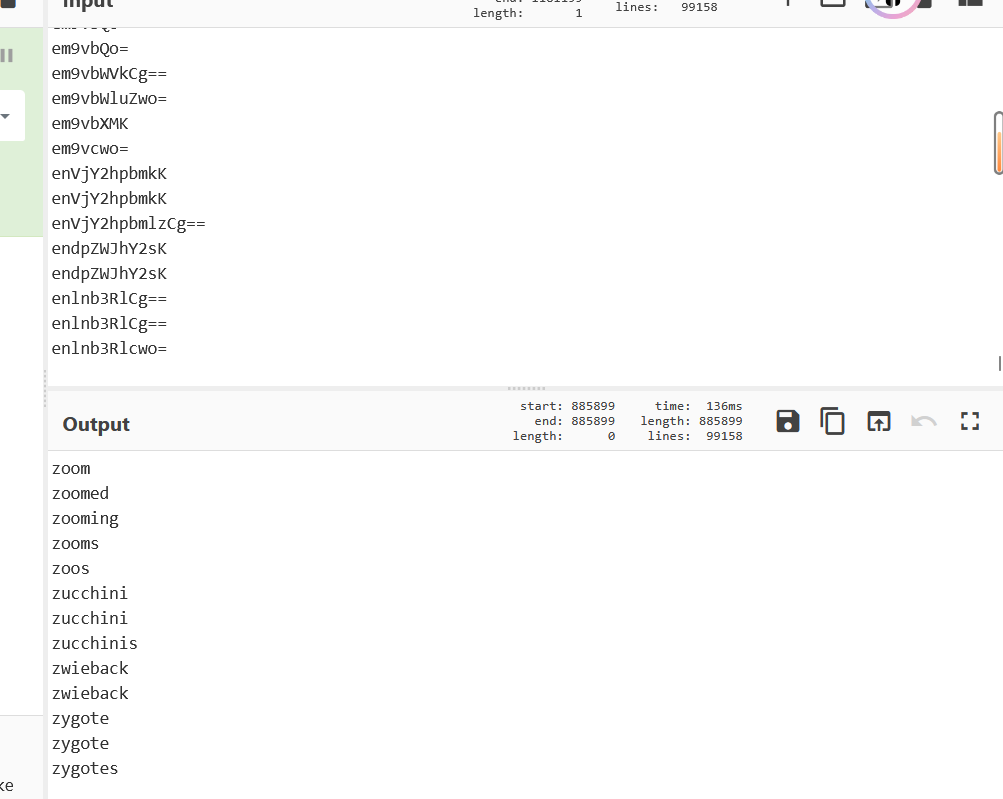 Input
length: 1
lines: 99158
em9vbQo=
em9vbWVkCg==
em9vbWluZwo=
em9vbXMK
em9vcwo=
enVjY2hpbmkK
enVjY2hpbmkK
enVjY2hpbmlzCg==
endpZWJhY2sK
endpZWJhY2sK
enlnb3RlCg==
enlnb3RlCg==
enlnb3Rlcwo=
Output
start: 885899 time: 136ms
end: 885899 length: 885899
length: 0 lines: 99158
zoom
zoomed
zooming
zooms
zoos
zucchini
zucchini
zucchinis
zwieback
zwieback
zygote
zygote
zygotes
ke